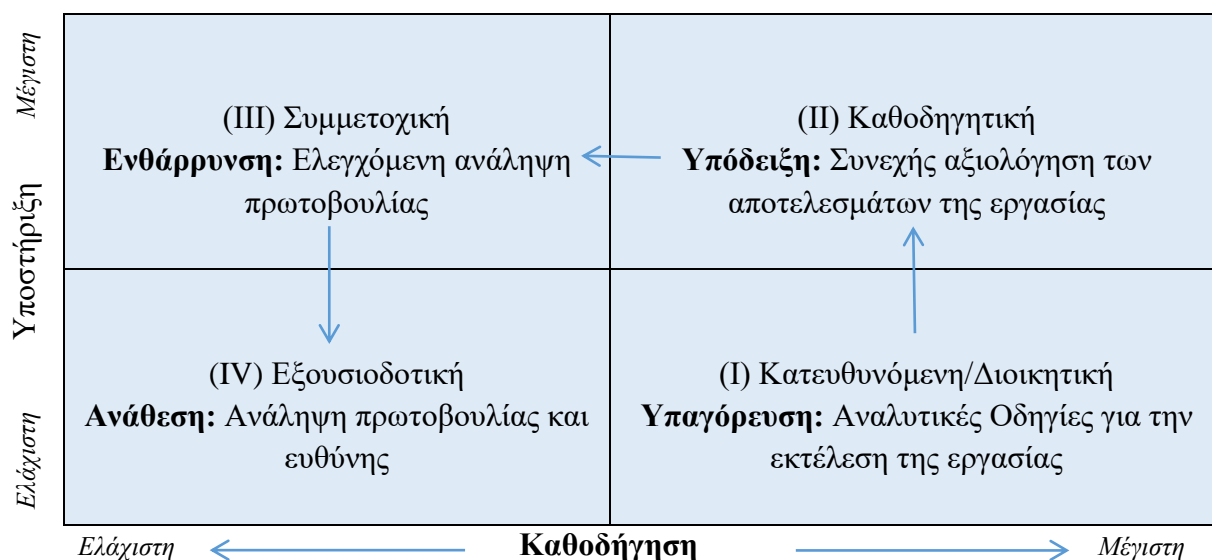 Μέγιστη
(III) Συμμετοχική
Ενθάρρυνση: Ελεγχόμενη ανάληψη
πρωτοβουλίας
(II) Καθοδηγητική
Υπόδειξη: Συνεχής αξιολόγηση των
αποτελεσμάτων της εργασίας
Υποστήριξη
(IV) Εξουσιοδοτική
Ανάθεση: Ανάληψη πρωτοβουλίας και
ευθύνης
(I) Κατευθυνόμενη/Διοικητική
Υπαγόρευση: Αναλυτικές Οδηγίες για την
εκτέλεση της εργασίας
Ελάχιστη
Ελάχιστη
Καθοδήγηση
Μέγιστη